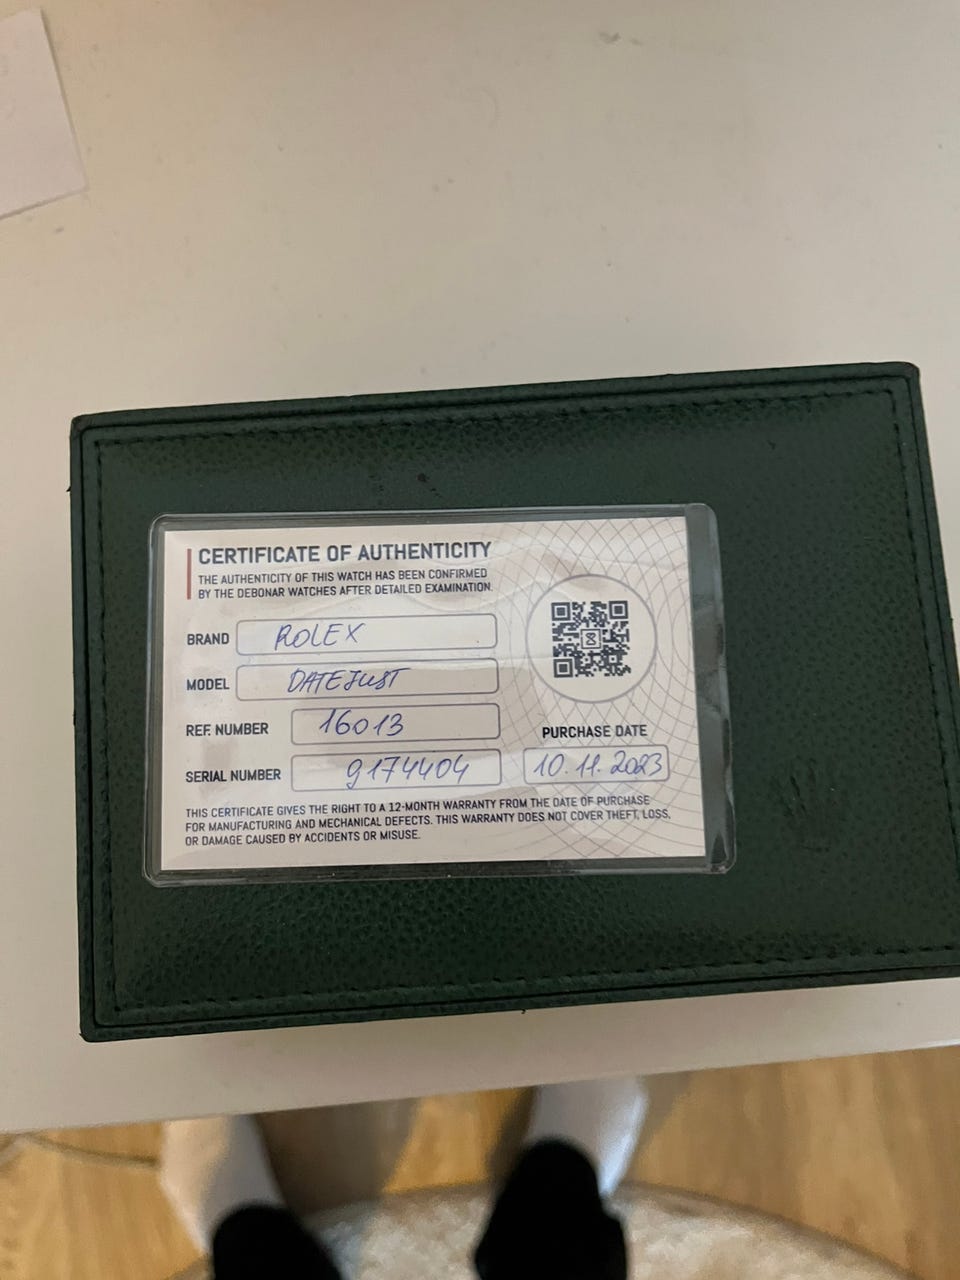 CERTIFICATE OF AUTHENTICITY
THE AUTHENTICITY OF THIS WATCH HAS BEEN CONFIRMED
BY THE DEBONAR WATCHES AFTER DETAILED EXAMINATION.
BRAND ROLEX
MODEL DATEJUST
REF. NUMBER 16013
SERIAL NUMBER 9174404
PURCHASE DATE
10.11.2023
THIS CERTIFICATE GIVES THE RIGHT TO A 12-MONTH WARRANTY FROM THE DATE OF PURCHASE
FOR MANUFACTURING AND MECHANICAL DEFECTS. THIS WARRANTY DOES NOT COVER THEFT, LOSS,
OR DAMAGE CAUSED BY ACCIDENTS OR MISUSE.